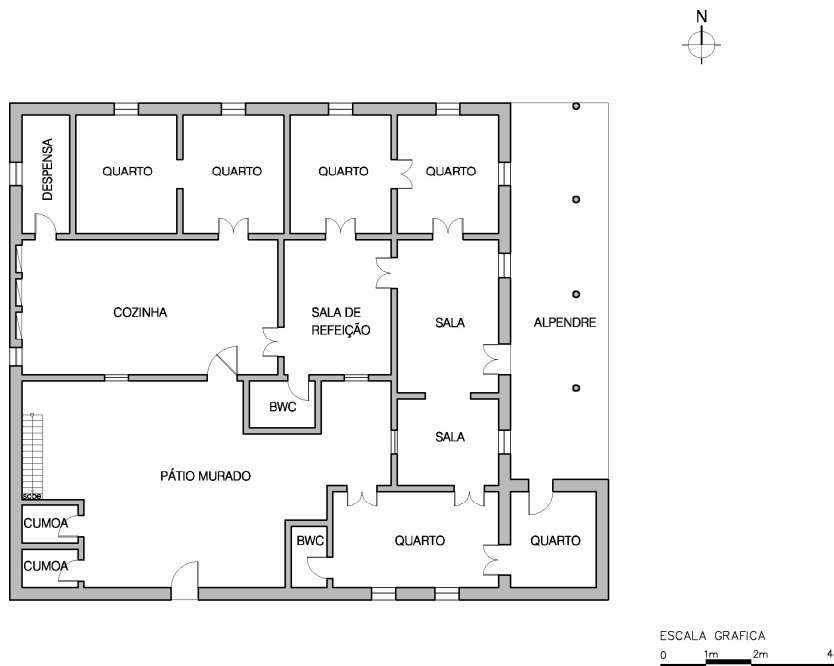 N
DESPENSA
QUARTO
QUARTO
QUARTO
QUARTO
COZINHA
SALA DE
REFEIÇÃO
SALA
ALPENDRE
BWC
SALA
PÁTIO MURADO
sobe
CUMOA
BWC
QUARTO
QUARTO
CUMOA
ESCALA GRAFICA
0 1m 2m 4